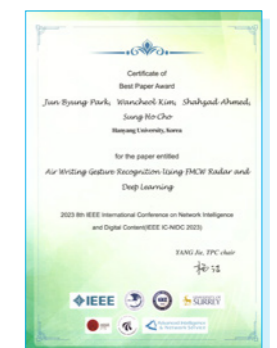 Certificate of
Best Paper Award
Jun Byung Park, Wancheol Kim, Shahzad Ahmed,
Sung Ho Cho
Hanyang University, Korea
for the paper entitled
Air Writing Gesture Recognition Using FMCW Radar and
Deep Learning
2023 8th IEEE International Conference on Network Intelligence
and Digital Content(IEEE IC-NIDC 2023)
YANG Jie, TPC chair
IEEE
SURREY